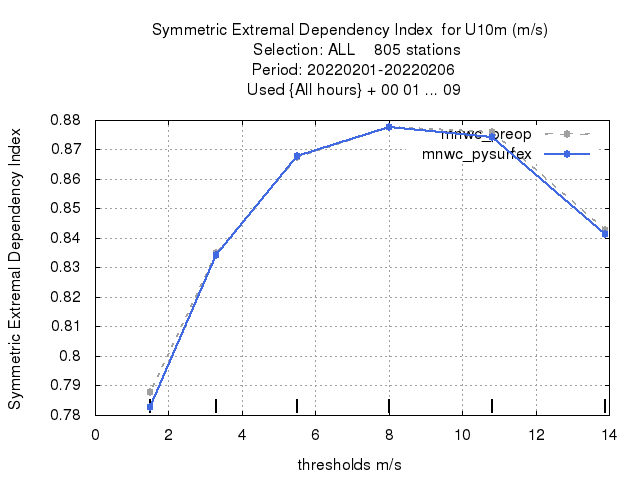 Symmetric Extremal Dependency Index  for U10m (m/s)
Selection: ALL    805 stations
Period: 20220201-20220206
Used {All hours} + 00 01 ... 09
Symmetric Extremal Dependency Index
0.88
0.87
0.86
0.85
0.84
0.83
0.82
0.81
0.8
0.79
0.78
mnwc_preop
mnwc_pysurfex
0 2 4 6 8 10 12 14
thresholds m/s